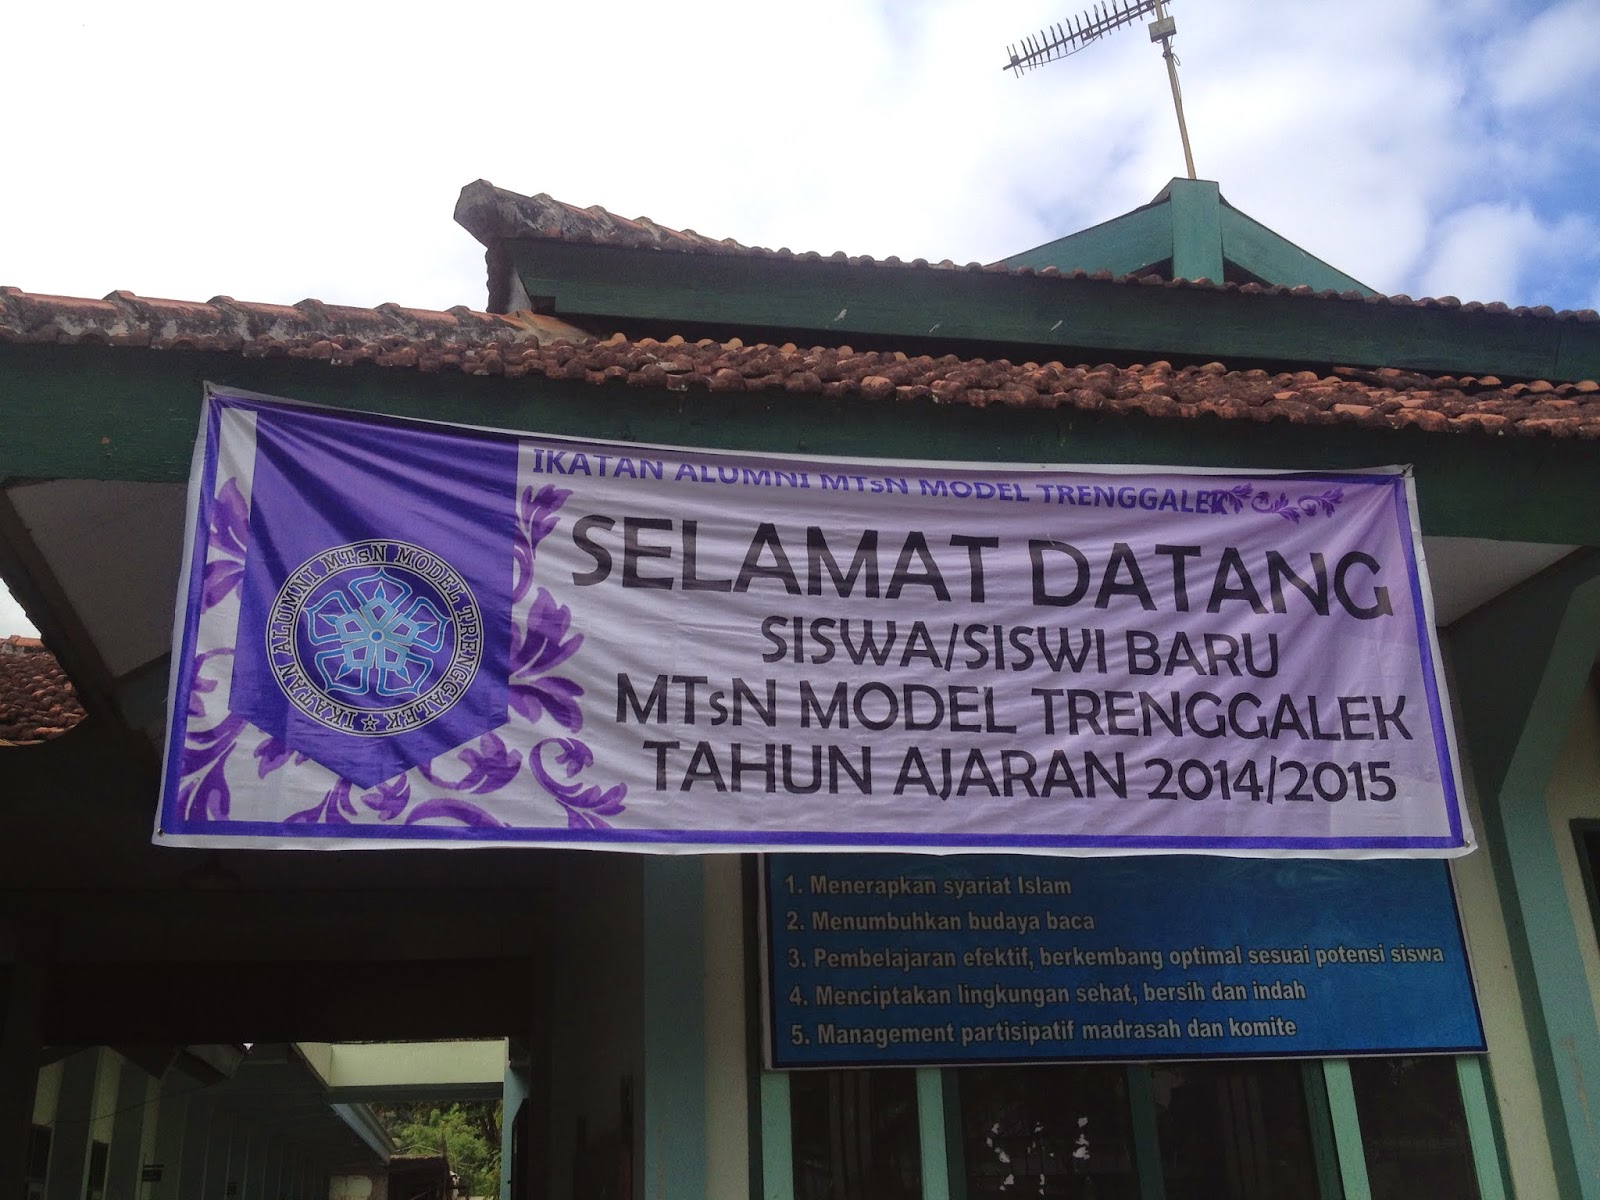 IKATAN ALUMNI MTsN MODEL TRENGGALEK
SELAMAT DATANG
SISWA/SISWI BARU
MTsN MODEL TRENGGALEK
TAHUN AJARAN 2014/2015
IKATAN ALUMNI MTsN MODEL TRENGGALEK
1. Menerapkan syariat Islam
2. Menumbuhkan budaya baca
3. Pembelajaran efektif, berkembang optimal sesuai potensi siswa
4. Menciptakan lingkungan sehat, bersih dan indah
5. Management partisipatif madrasah dan komite